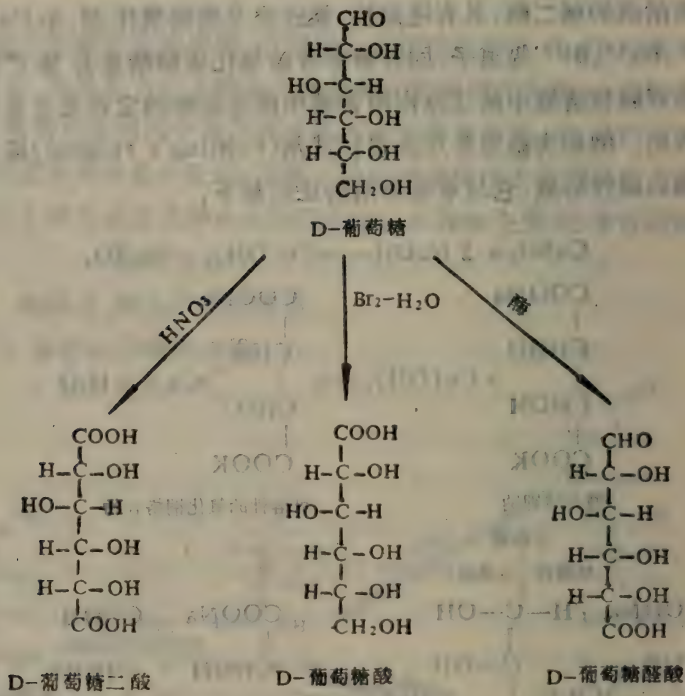 CHO
H-C-OH
HO-C-H
H-C-OH
H-C-OH
CH₂OH
D-葡萄糖
HNO₃
Br₂-H₂O
酶
COOH
H-C-OH
HO-C-H
H-C-OH
H-C-OH
COOH
D-葡萄糖二酸
COOH
H-C-OH
HO-C-H
H-C-OH
H-C-OH
CH₂OH
D-葡萄糖酸
CHO
H-C-OH
HO-C-H
H-C-OH
H-C-OH
COOH
D-葡萄糖醛酸